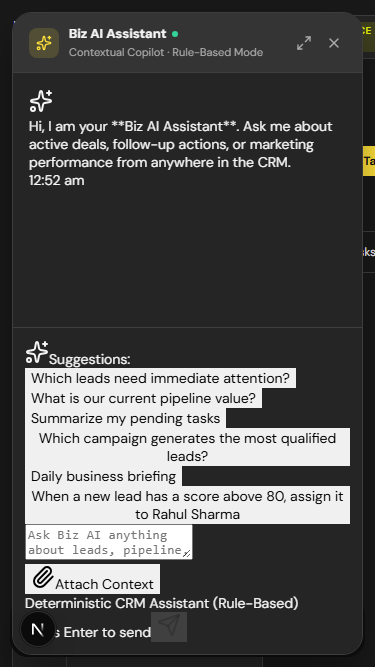 Biz AI Assistant
Contextual Copilot · Rule-Based Mode
CE
Hi, I am your **Biz AI Assistant**. Ask me about
active deals, follow-up actions, or marketing
performance from anywhere in the CRM.
12:52 am
Ta
sks
Suggestions:
Which leads need immediate attention?
What is our current pipeline value?
Summarize my pending tasks
Which campaign generates the most qualified
leads?
Daily business briefing
When a new lead has a score above 80, assign it
to Rahul Sharma
Ask Biz AI anything
about leads, pipeline,
Attach Context
Deterministic CRM Assistant (Rule-Based)
N
s Enter to send